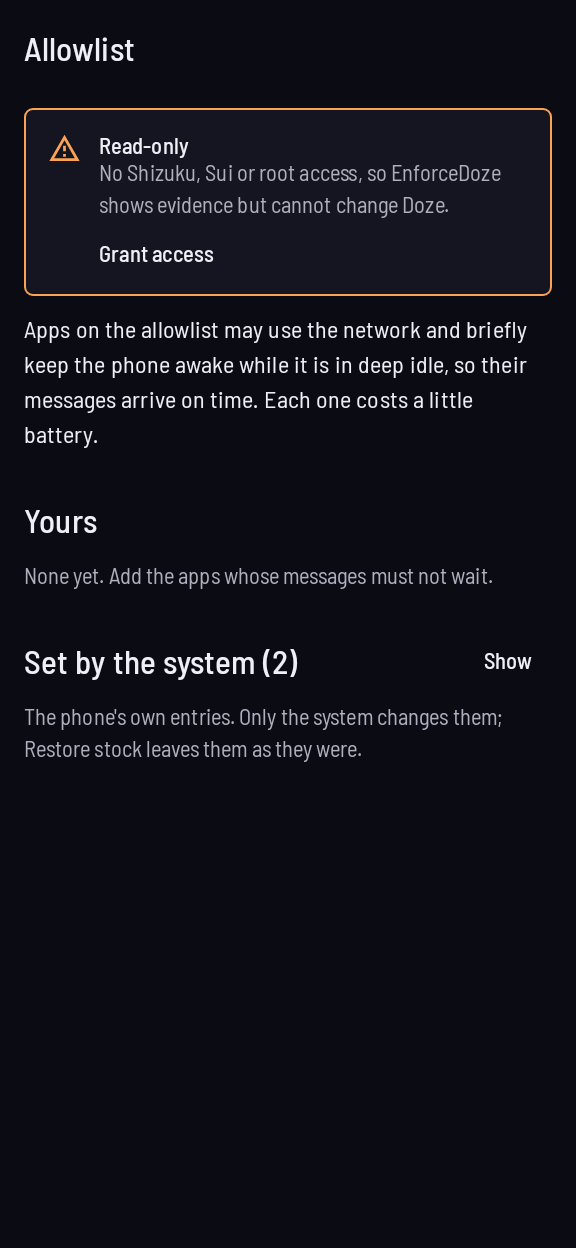 Allowlist
Read-only
No Shizuku, Sui or root access, so EnforceDoze
shows evidence but cannot change Doze.
Grant access
Apps on the allowlist may use the network and briefly
keep the phone awake while it is in deep idle, so their
messages arrive on time. Each one costs a little
battery.
Yours
None yet. Add the apps whose messages must not wait.
Set by the system (2)
Show
The phone's own entries. Only the system changes them;
Restore stock leaves them as they were.